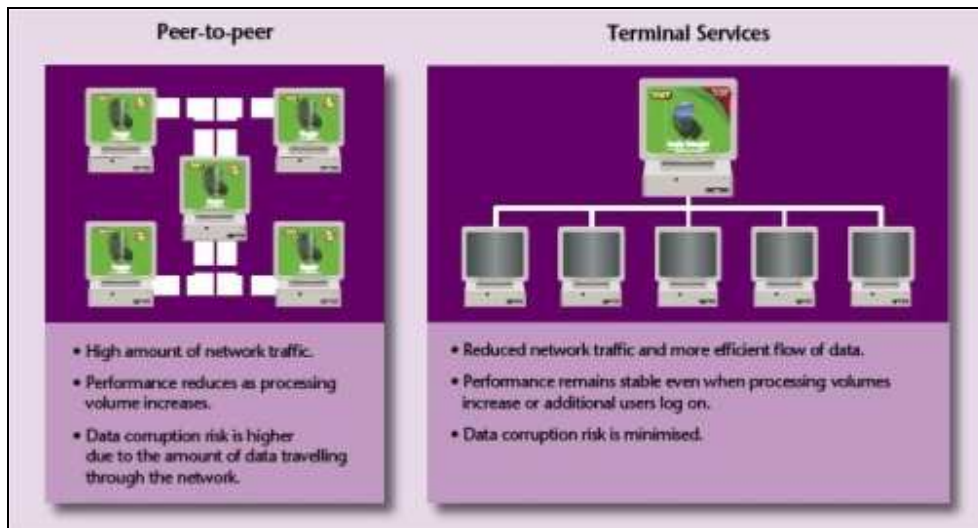 Peer-to-peer
• High amount of network traffic.
• Performance reduces as processing
volume increases.
• Data corruption risk is higher
due to the amount of data travelling
through the network.
Terminal Services
• Reduced network traffic and more efficient flow of data.
• Performance remains stable even when processing volumes
increase or additional users log on.
• Data corruption risk is minimised.